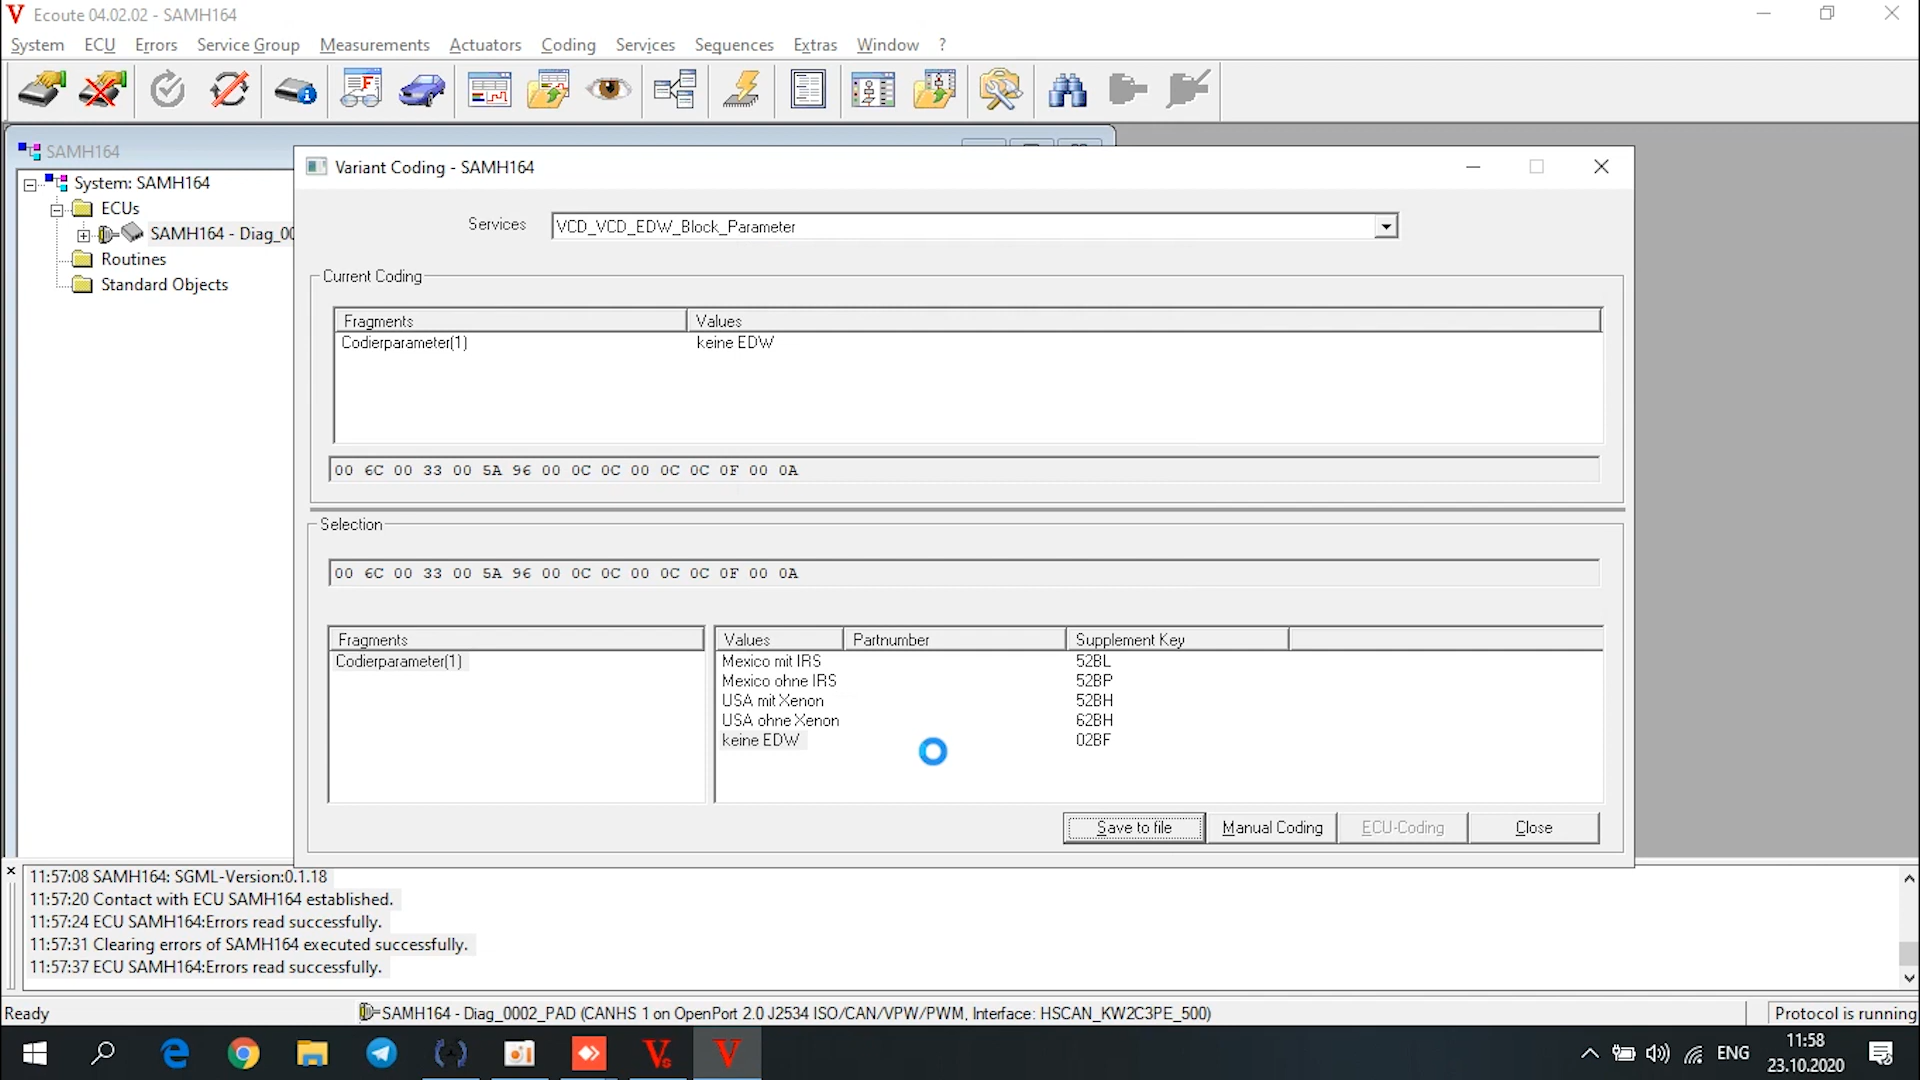 Ecoute 04.02.02 - SAMH164
System ECU Errors Service Group Measurements Actuators Coding Services Sequences Extras Window ?
SAMH164
System: SAMH164
ECUs
SAMH164 - Diag_00
Routines
Standard Objects
Variant Coding - SAMH164
Services VCD_VCD_EDW_Block_Parameter
Current Coding
Fragments Values
Codierparameter(1) keine EDW
00 6C 00 33 00 5A 96 00 0C 0C 00 0C 0C 0F 00 0A
Selection
00 6C 00 33 00 5A 96 00 0C 0C 00 0C 0C 0F 00 0A
Fragments
Codierparameter(1)
Values Partnumber Supplement Key
Mexico mit IRS 52BL
Mexico ohne IRS 52BP
USA mit Xenon 52BH
USA ohne Xenon 62BH
keine EDW 02BF
Save to file Manual Coding ECU-Coding Close
11:57:08 SAMH164: SGML-Version:0.1.18
11:57:20 Contact with ECU SAMH164 established.
11:57:24 ECU SAMH164:Errors read successfully.
11:57:31 Clearing errors of SAMH164 executed successfully.
11:57:37 ECU SAMH164:Errors read successfully.
Ready SAMH164 - Diag_0002_PAD (CANHS 1 on OpenPort 2.0 J2534 ISO/CAN/VPW/PWM, Interface: HSCAN_KW2C3PE_500) Protocol is running
ENG
11:58
23.10.2020